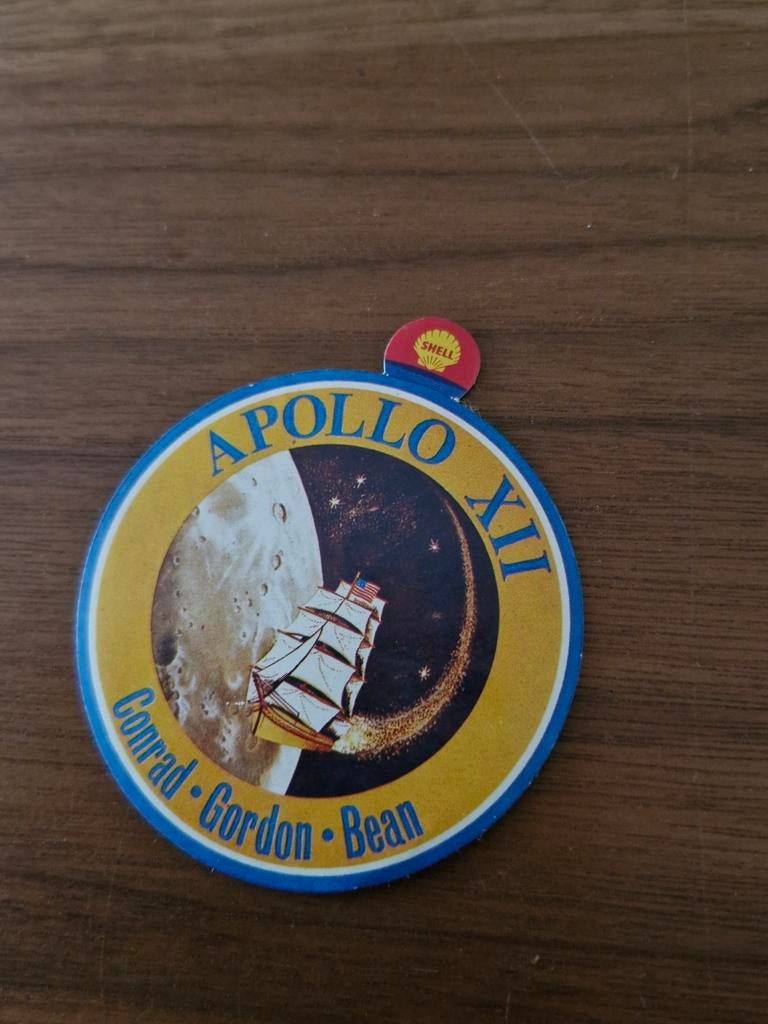 SHELL
APOLLO XII
Conrad • Gordon • Bean